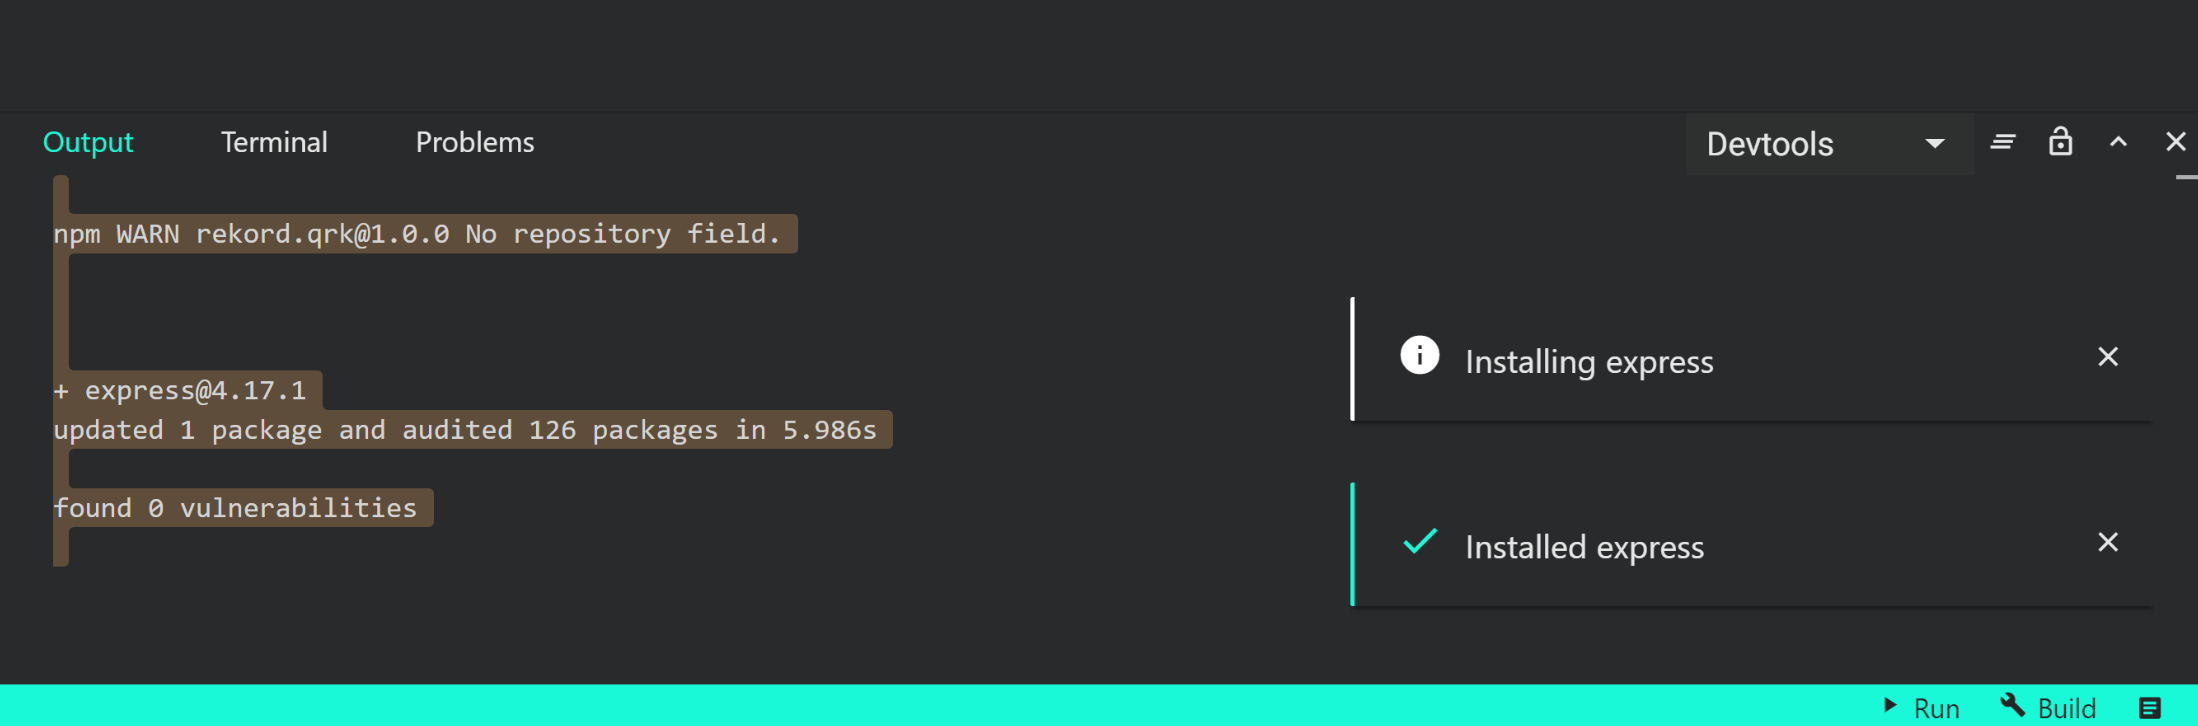 Output Terminal Problems Devtools
npm WARN rekord.qrk@1.0.0 No repository field.
Installing express
+ express@4.17.1
updated 1 package and audited 126 packages in 5.986s
found 0 vulnerabilities
Installed express
Run Build